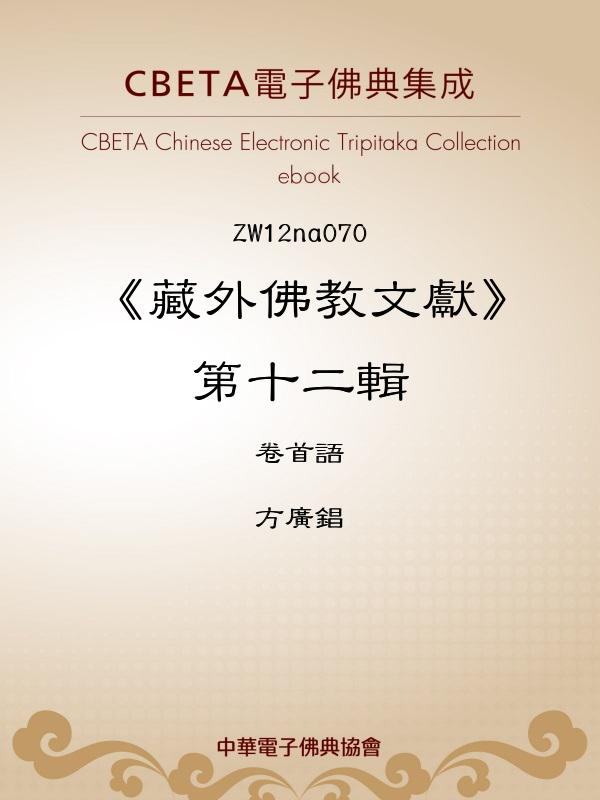 CBETA電子佛典集成
CBETA Chinese Electronic Tripitaka Collection
ebook
ZW12na070
《藏外佛教文獻》
第十二輯
卷首語
方廣錩
中華電子佛典協會